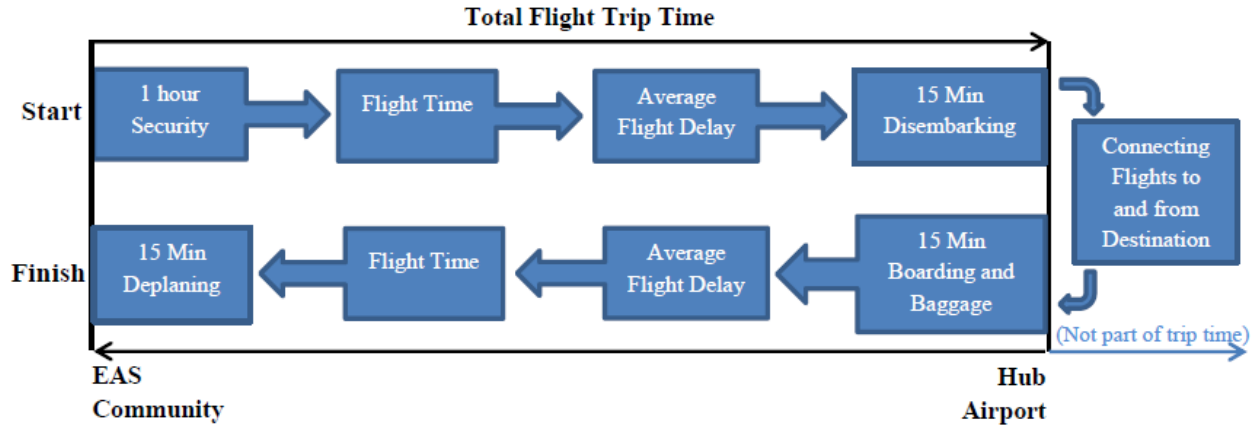 Total Flight Trip Time
Start
1 hour
Security
Flight Time
Average
Flight Delay
15 Min
Disembarking
Connecting
Flights to
and from
Destination
Finish
15 Min
Deplaning
Flight Time
Average
Flight Delay
15 Min
Boarding and
Baggage
(Not part of trip time)
EAS
Community
Hub
Airport